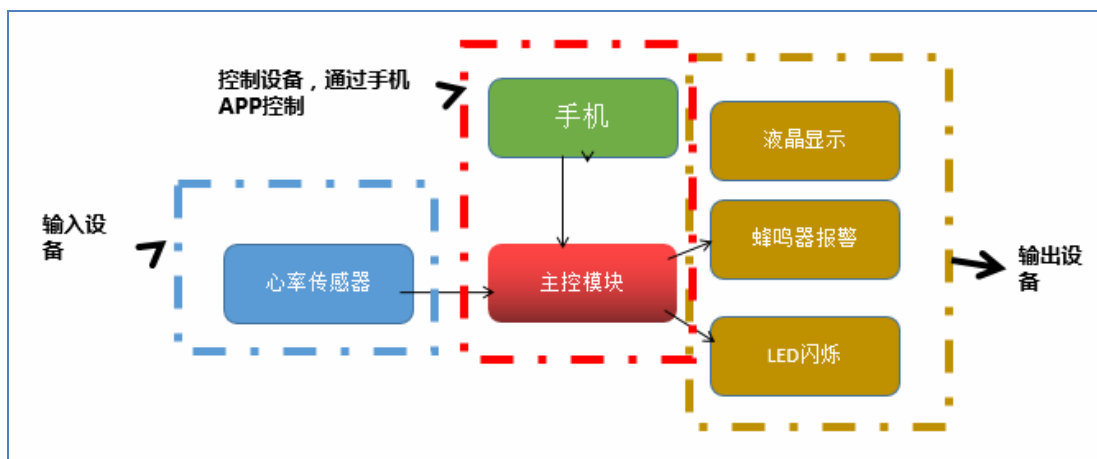 控制设备，通过手机
APP控制
手机
液晶显示
输入设
备
蜂鸣器报警
心率传感器
主控模块
输出设
备
LED闪烁